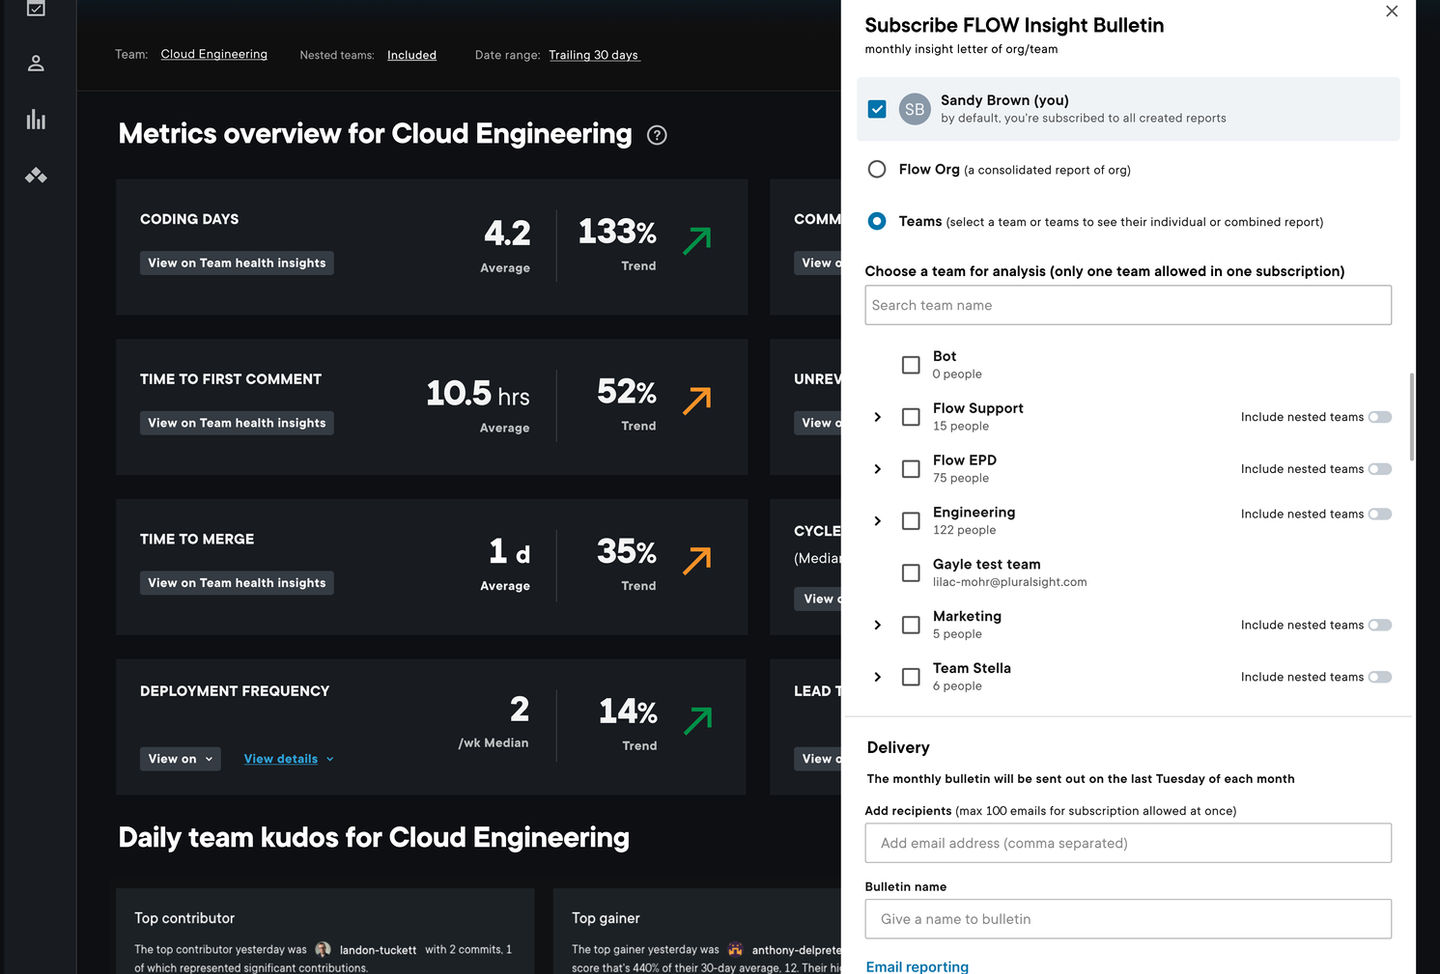 Team: Cloud Engineering Nested teams: Included Date range: Trailing 30 days
Metrics overview for Cloud Engineering ?
CODING DAYS
View on Team health insights
4.2
Average
133%
Trend
TIME TO FIRST COMMENT
View on Team health insights
10.5 hrs
Average
52%
Trend
TIME TO MERGE
View on Team health insights
1 d
Average
35%
Trend
DEPLOYMENT FREQUENCY
View on
View details
2
/wk Median
14%
Trend
COMM
View o
UNREV
View o
CYCLE
(Media
View o
LEAD T
View o
Daily team kudos for Cloud Engineering
Top contributor
The top contributor yesterday was landon-tuckett with 2 commits, 1
of which represented significant contributions.
Top gainer
The top gainer yesterday was anthony-delprete
score that's 440% of their 30-day average, 12. Their hi
Subscribe FLOW Insight Bulletin
monthly insight letter of org/team
SB
Sandy Brown (you)
by default, you're subscribed to all created reports
Flow Org (a consolidated report of org)
Teams (select a team or teams to see their individual or combined report)
Choose a team for analysis (only one team allowed in one subscription)
Search team name
Bot
0 people
Flow Support
15 people
Include nested teams
Flow EPD
75 people
Include nested teams
Engineering
122 people
Include nested teams
Gayle test team
lilac-mohr@pluralsight.com
Marketing
5 people
Include nested teams
Team Stella
6 people
Include nested teams
Delivery
The monthly bulletin will be sent out on the last Tuesday of each month
Add recipients (max 100 emails for subscription allowed at once)
Add email address (comma separated)
Bulletin name
Give a name to bulletin
Email reporting